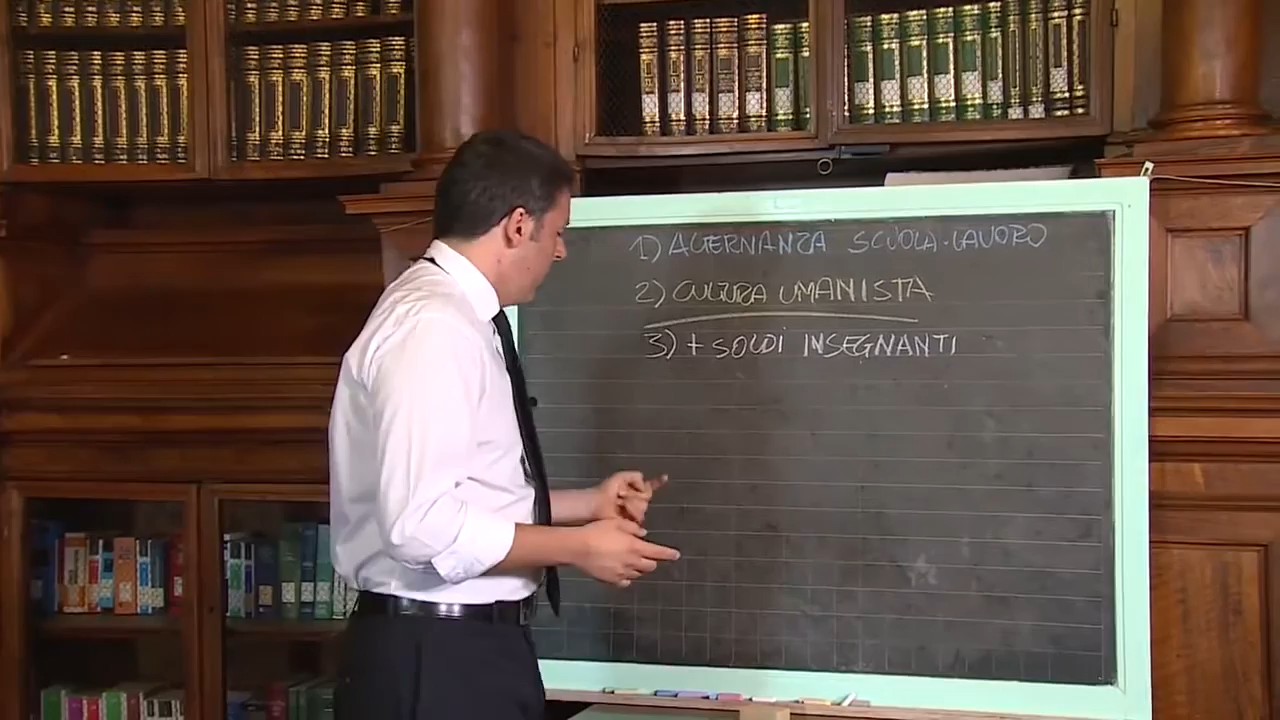 1) ALTERNANZA SCUOLA-LAVORO
2) CULTURA UMANISTA
3) + SOLDI INSEGNANTI